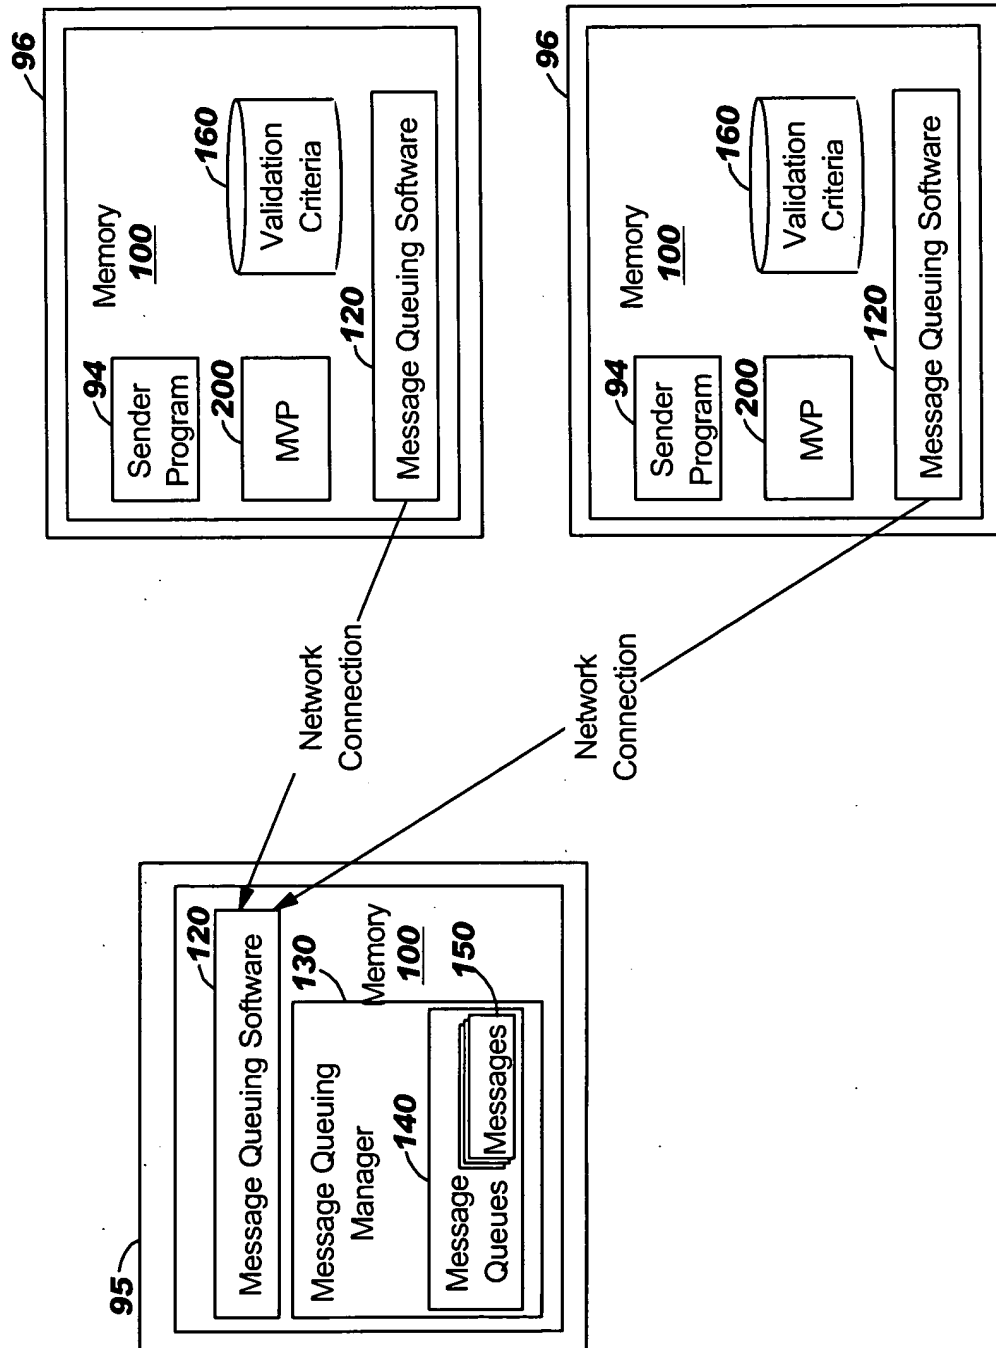 95
120
Message Queuing Software
130
Message Queuing
Manager
Memory
100
140
150
Message
Queues
Messages
Network
Connection
Network
Connection
96
94
Sender
Program
Memory
100
200
MVP
160
Validation
Criteria
120
Message Queuing Software
96
94
Sender
Program
Memory
100
200
MVP
160
Validation
Criteria
120
Message Queuing Software